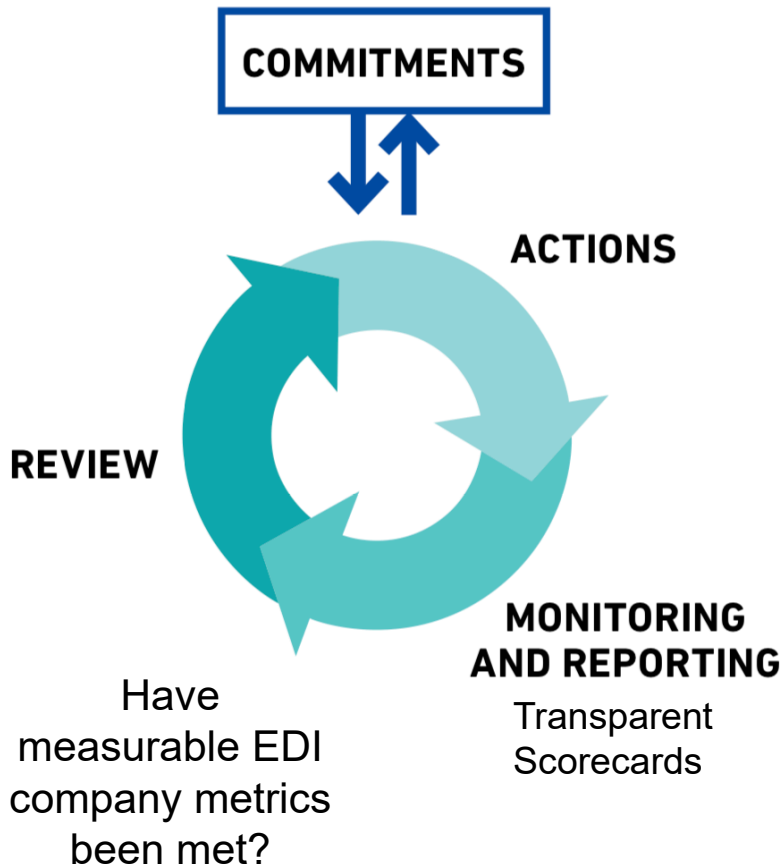 COMMITMENTS
ACTIONS
REVIEW
MONITORING
AND REPORTING
Transparent
Scorecards
Have
measurable EDI
company metrics
been met?